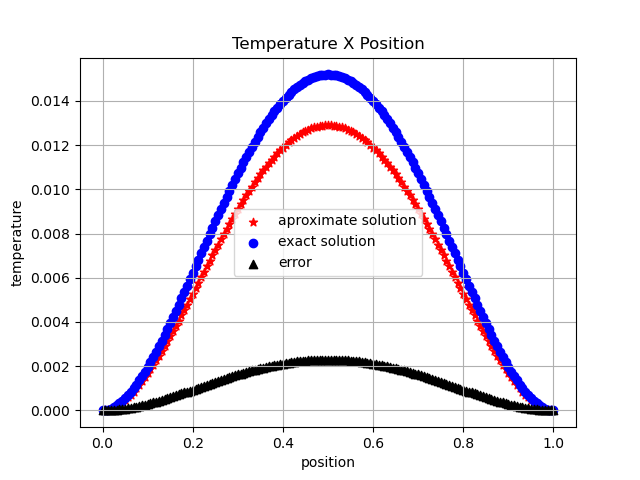 Temperature X Position
temperature
0.014
0.012
0.010
0.008
0.006
0.004
0.002
0.000
aproximate solution
exact solution
error
0.0 0.2 0.4 0.6 0.8 1.0
position